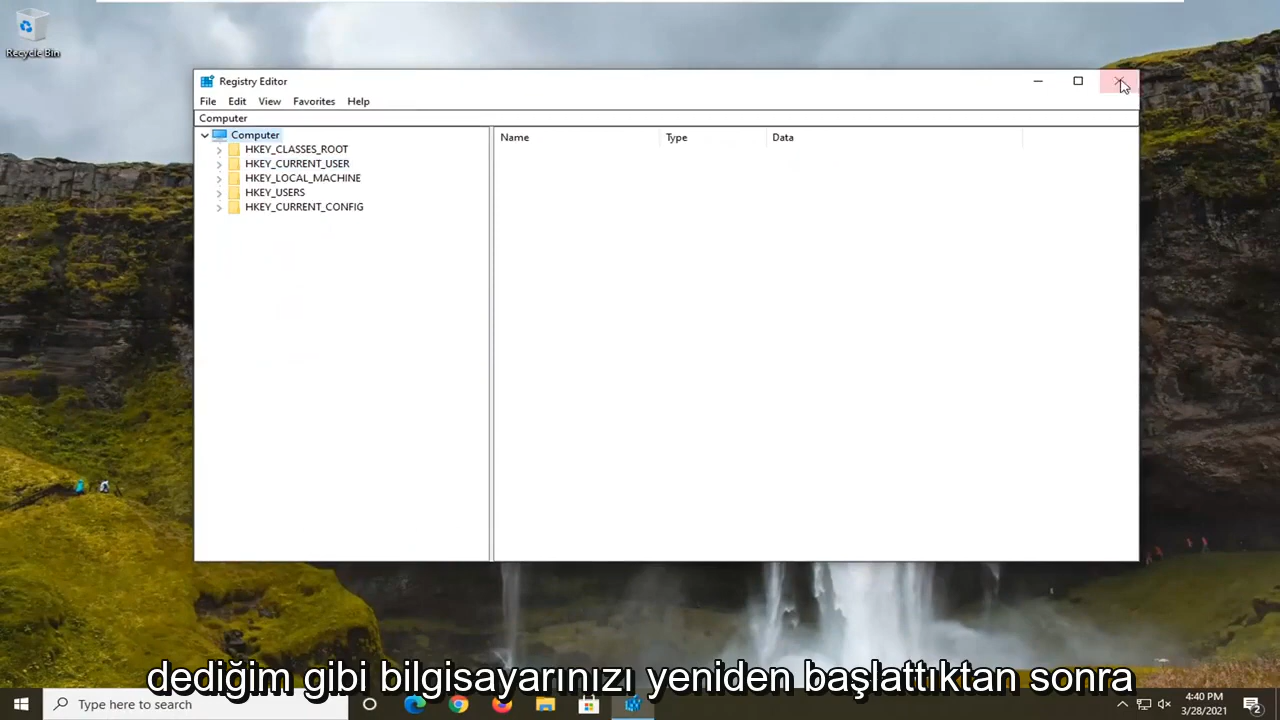 Recycle Bin
Registry Editor
File Edit View Favorites Help
Computer
Computer
HKEY_CLASSES_ROOT
HKEY_CURRENT_USER
HKEY_LOCAL_MACHINE
HKEY_USERS
HKEY_CURRENT_CONFIG
Name Type Data
dediğim gibi bilgisayarınızı yeniden başlattıktan sonra
Type here to search
4:40 PM
3/28/2021
2